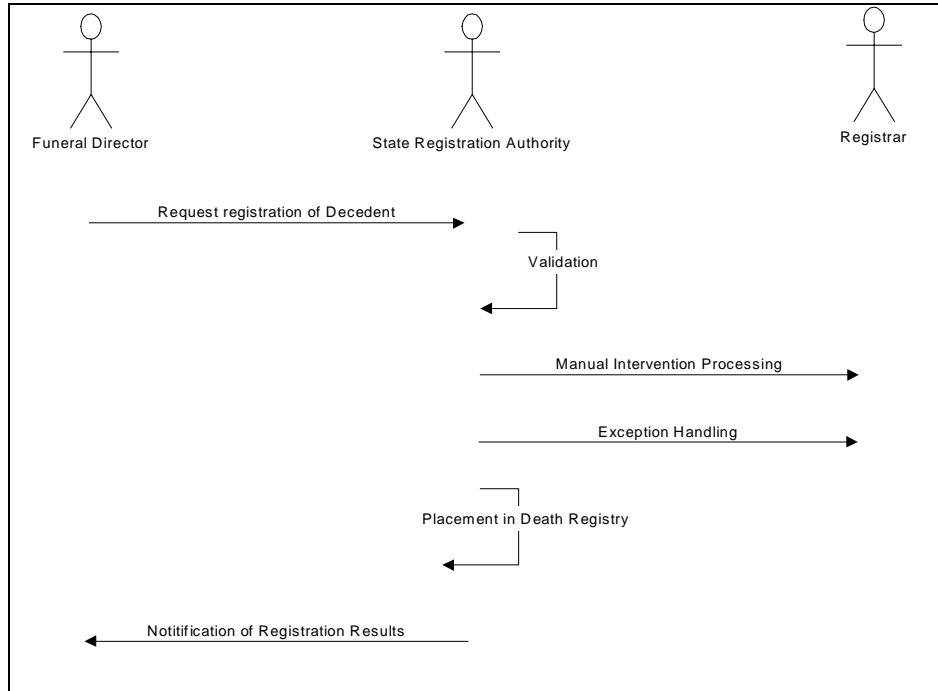 Funeral Director
State Registration Authority
Registrar
Request registration of Decedent
Validation
Manual Intervention Processing
Exception Handling
Placement in Death Registry
Notitification of Registration Results